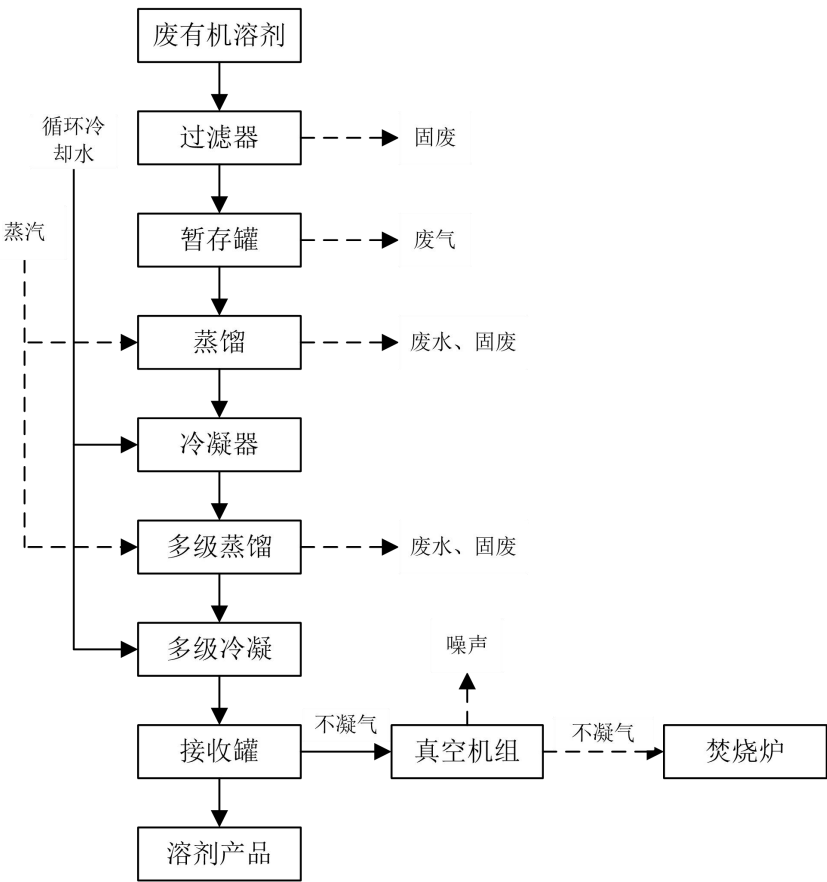 废有机溶剂
循环冷
却水
过滤器
固废
蒸汽
暂存罐
废气
蒸馏
废水、固废
冷凝器
多级蒸馏
废水、固废
多级冷凝
噪声
接收罐
不凝气
真空机组
不凝气
焚烧炉
溶剂产品